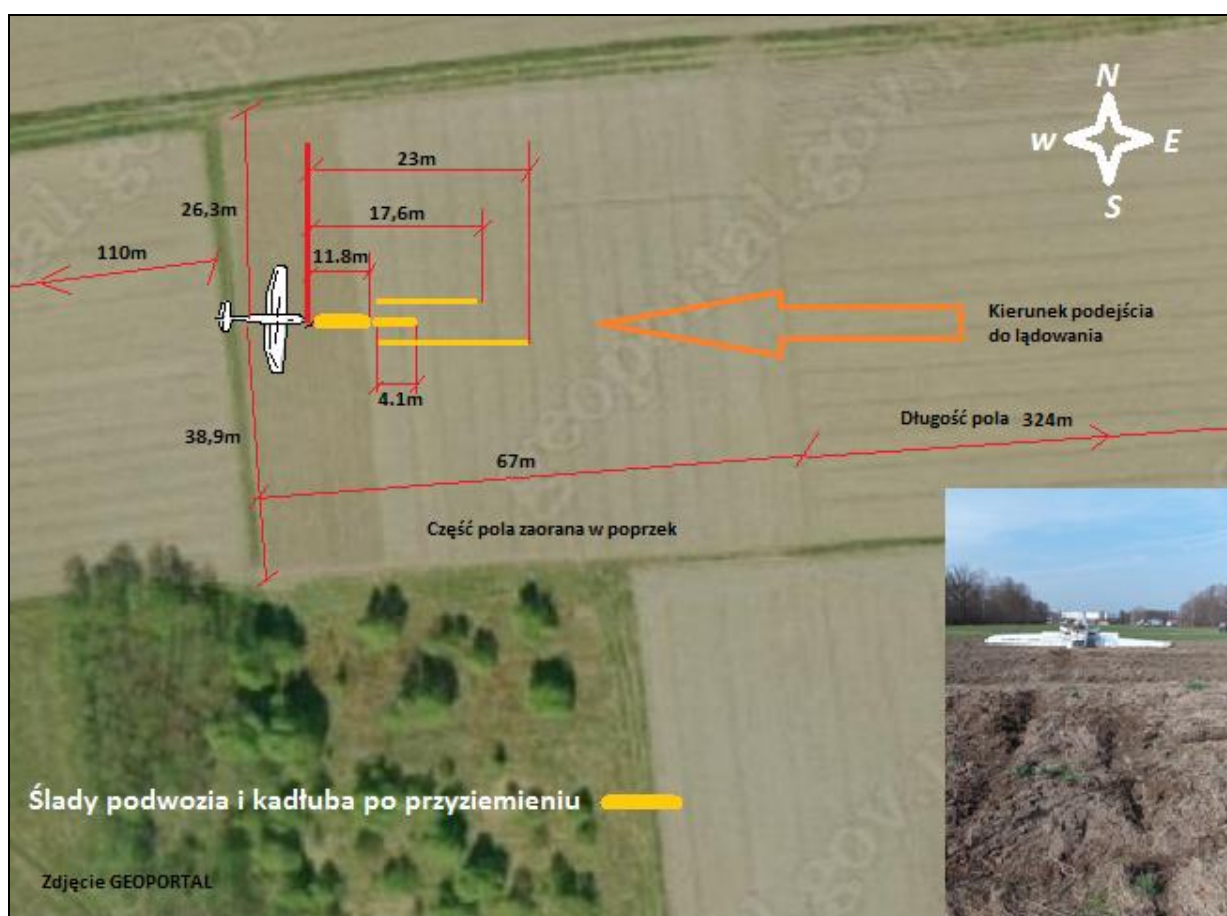 N
W
E
S
23m
26,3m
17,6m
110m
11.8m
Kierunek podejścia
do lądowania
4.1m
38,9m
Długość pola 324m
67m
Część pola zaorana w poprzek
Ślady podwozia i kadłuba po przyziemieniu
Zdjęcie GEOPORTAL